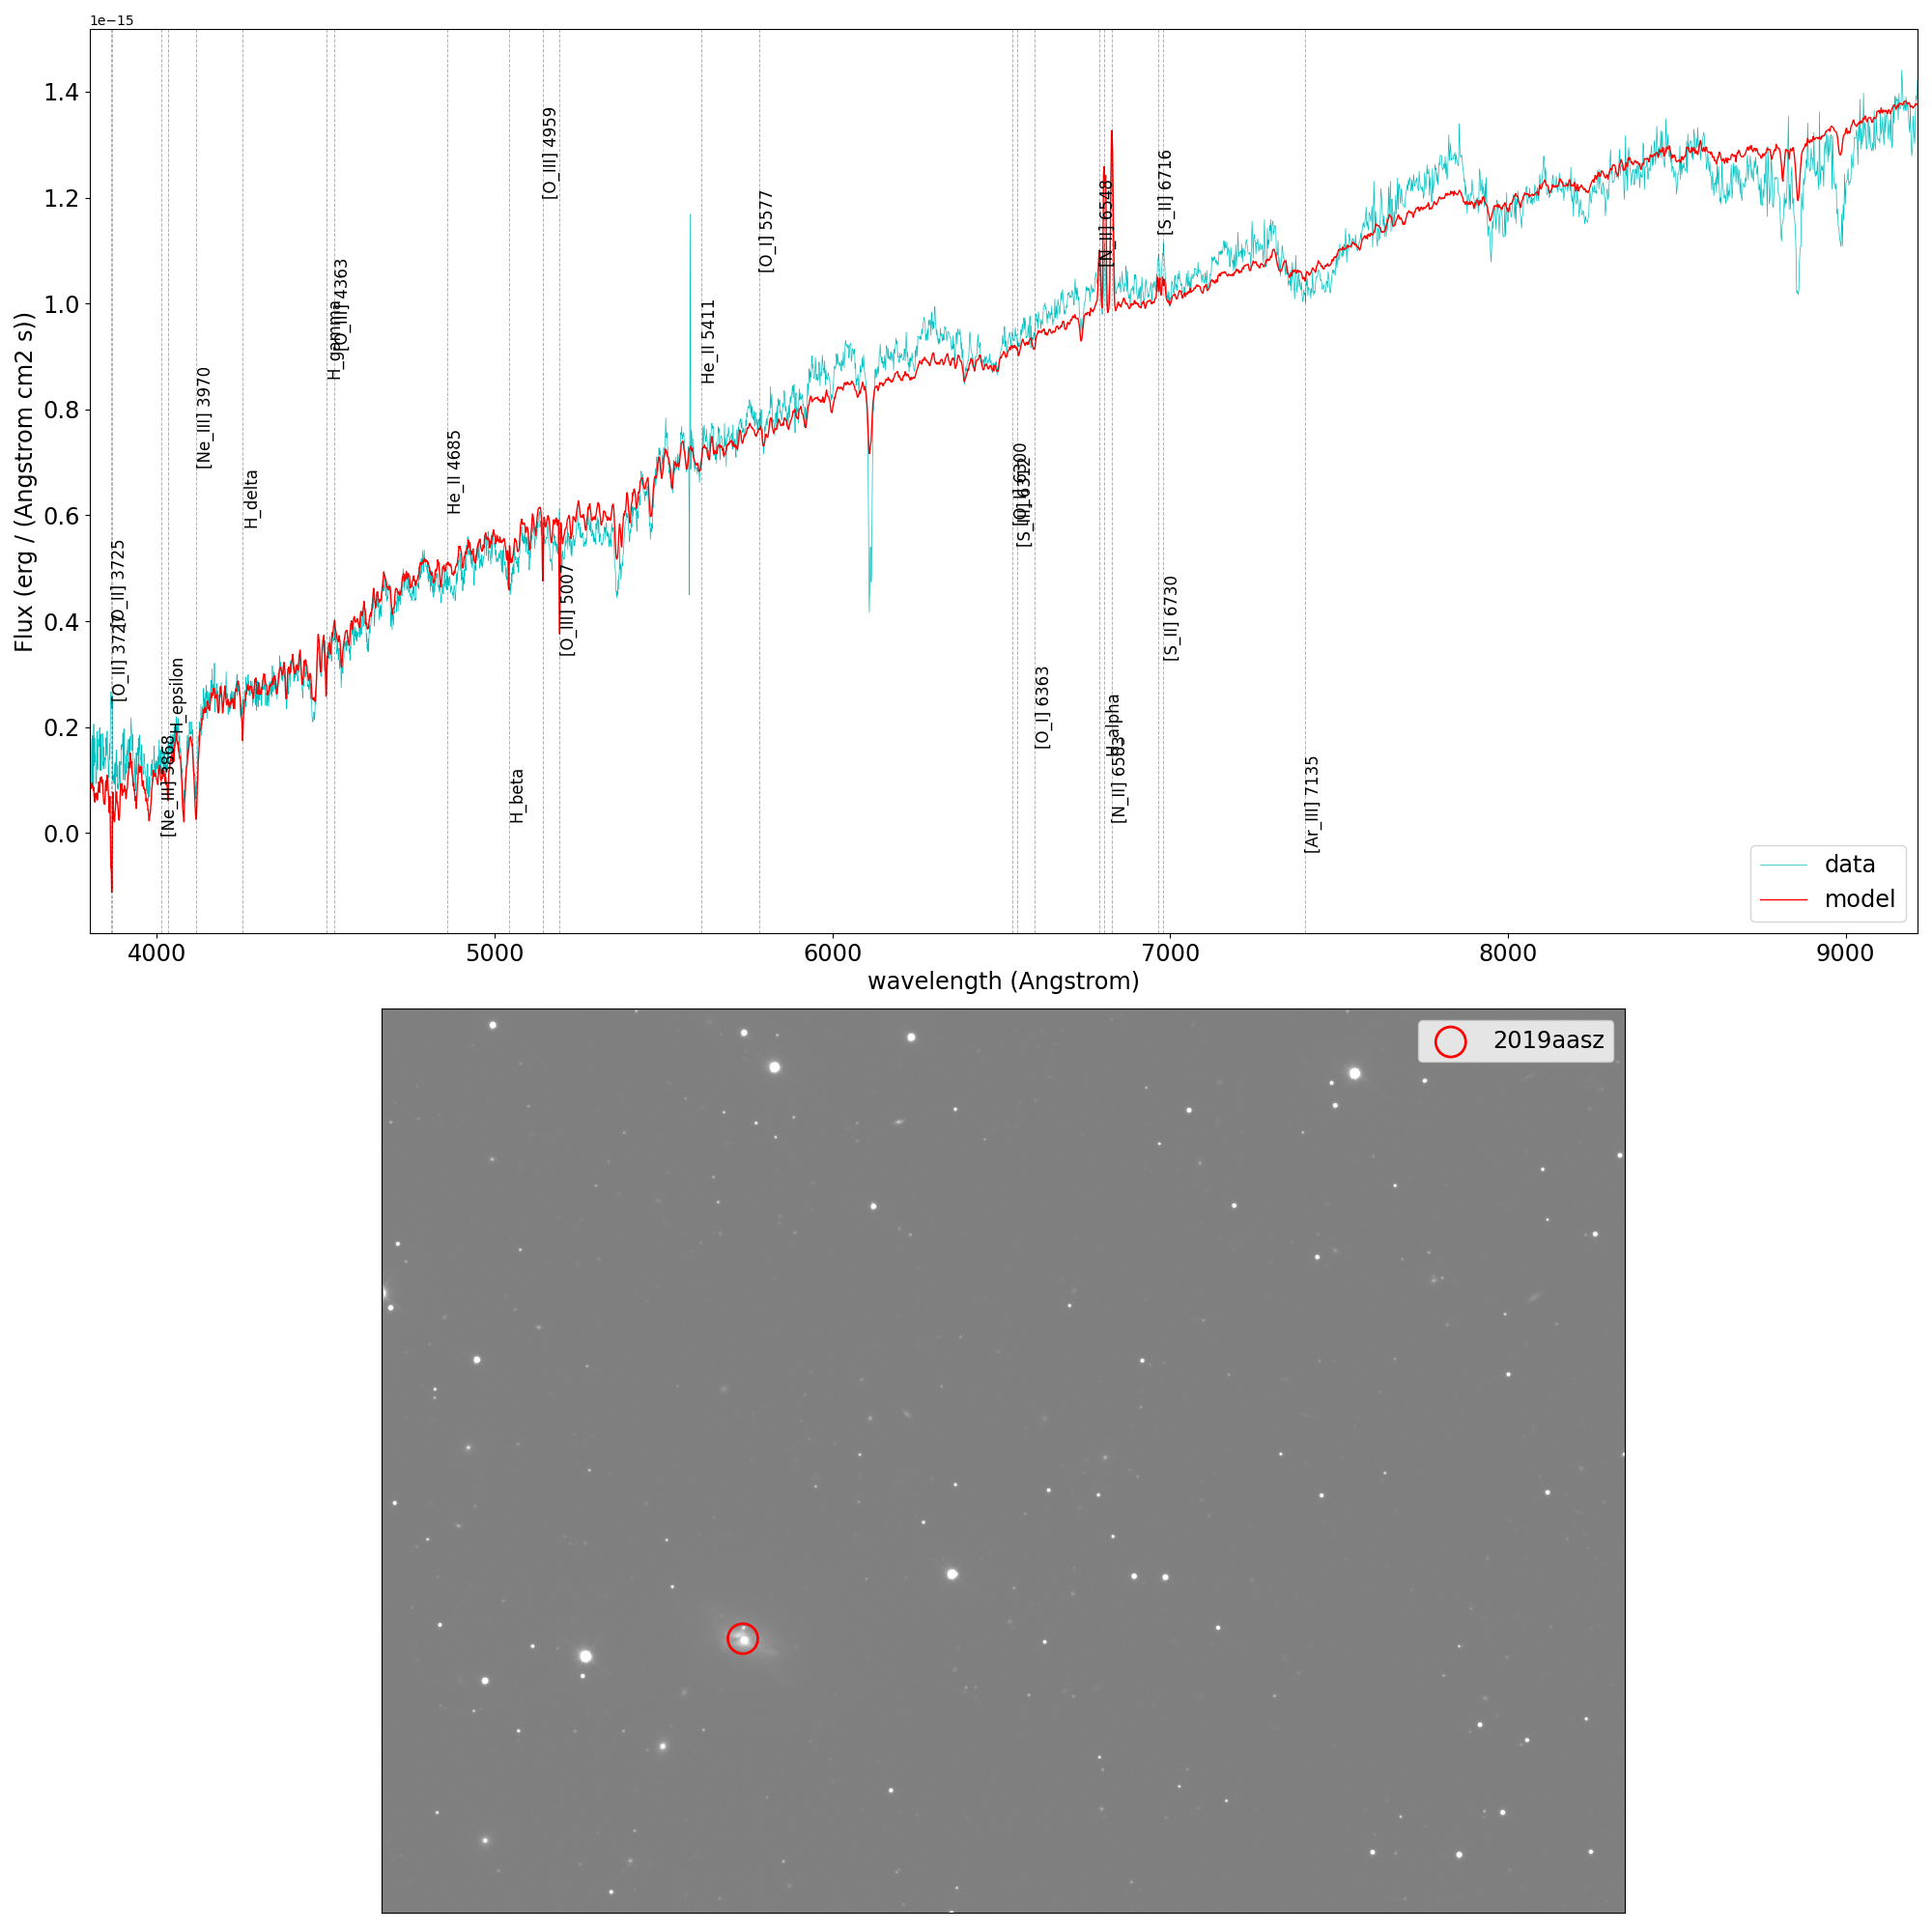 1e−15
1.4
1.2
1.0
0.8
0.6
0.4
0.2
0.0
Flux (erg / (Angstrom cm2 s))
[O_II] 3725
[O_II] 3727
[Ne_III] 3868
H_epsilon
[Ne_III] 3970
H_delta
H_gamma
[O_III] 4363
He_II 4685
H_beta
[O_III] 4959
[O_III] 5007
He_II 5411
[O_I] 5577
[O_I] 6300
[S_III] 6312
[O_I] 6363
[N_II] 6548
H_alpha
[N_II] 6583
[S_II] 6716
[S_II] 6730
[Ar_III] 7135
data
model
4000 5000 6000 7000 8000 9000
wavelength (Angstrom)
2019aasz